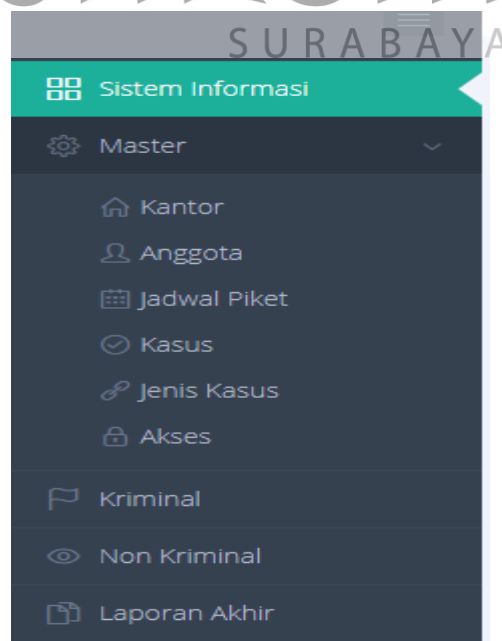 SURABAYA
Sistem Informasi
Master
Kantor
Anggota
Jadwal Piket
Kasus
Jenis Kasus
Akses
Kriminal
Non Kriminal
Laporan Akhir